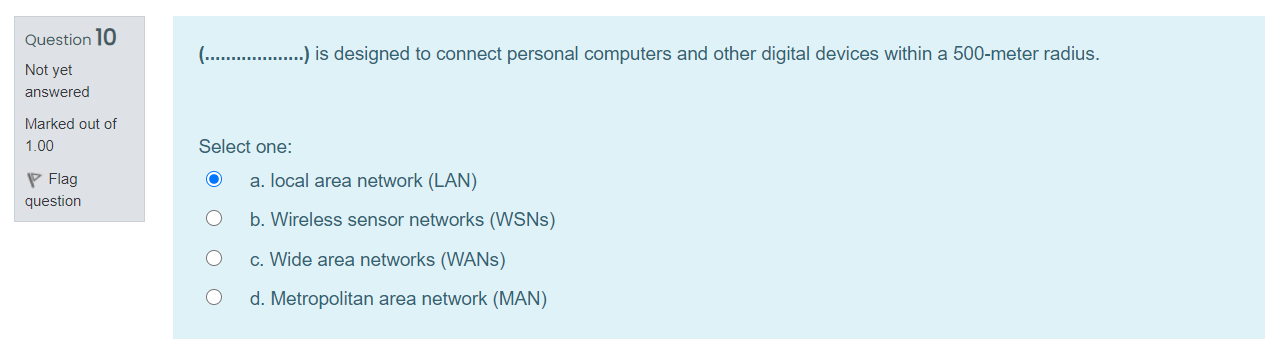 Question 10
Not yet
answered
Marked out of
1.00
Flag
question
(...................) is designed to connect personal computers and other digital devices within a 500-meter radius.
Select one:
a. local area network (LAN)
b. Wireless sensor networks (WSNs)
c. Wide area networks (WANs)
d. Metropolitan area network (MAN)